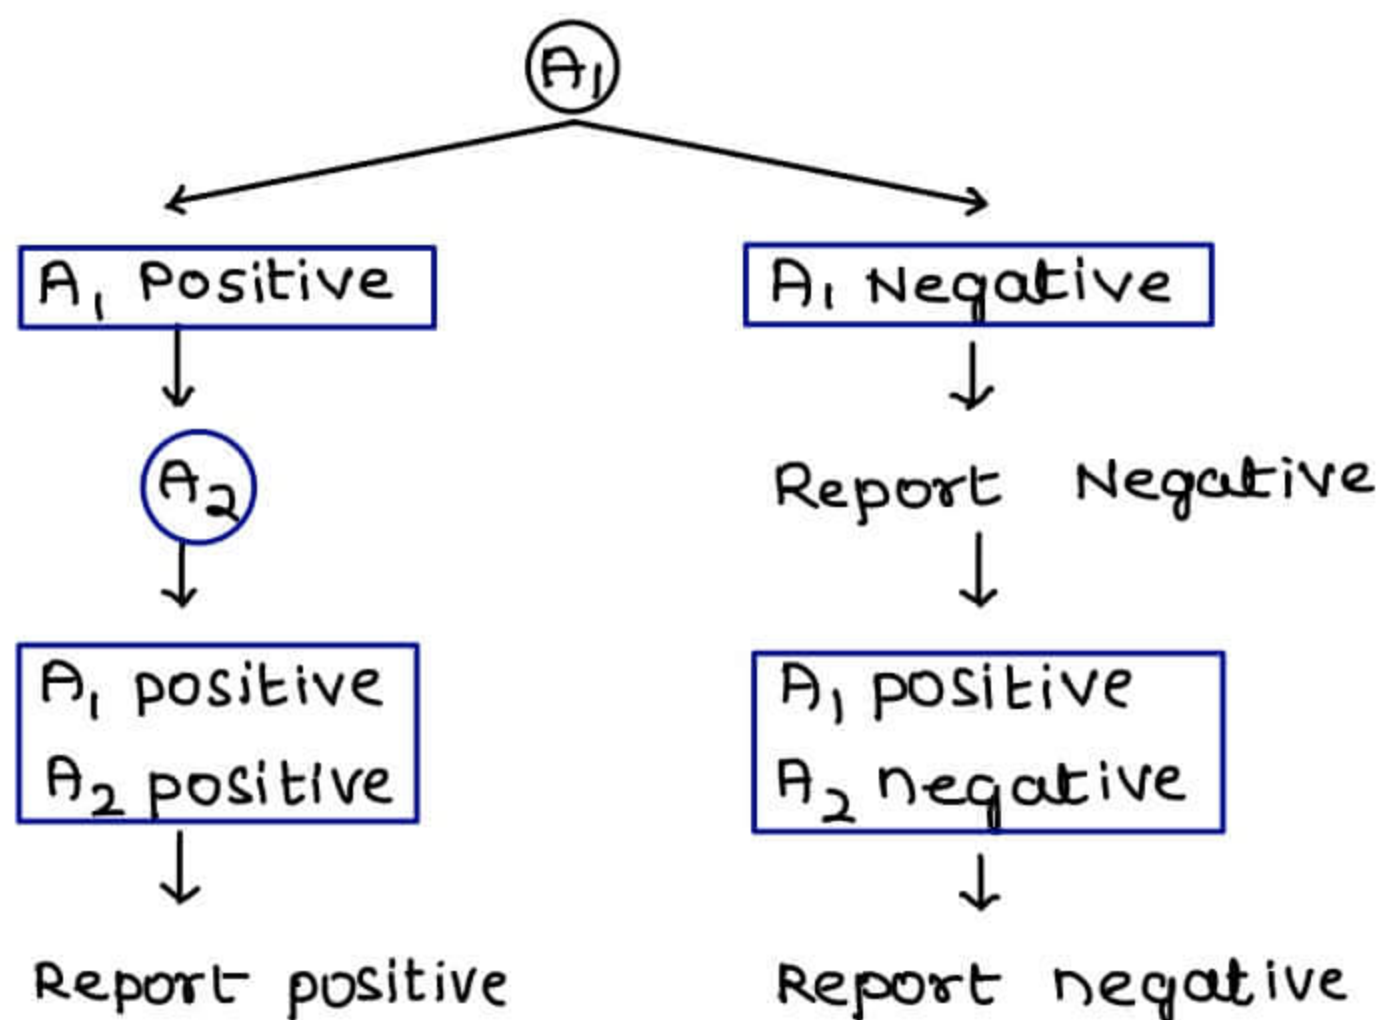 A₁
A₁ Positive
A₁ Negative
A₂
Report Negative
A₁ positive
A₂ positive
A₁ positive
A₂ negative
Report positive
Report negative